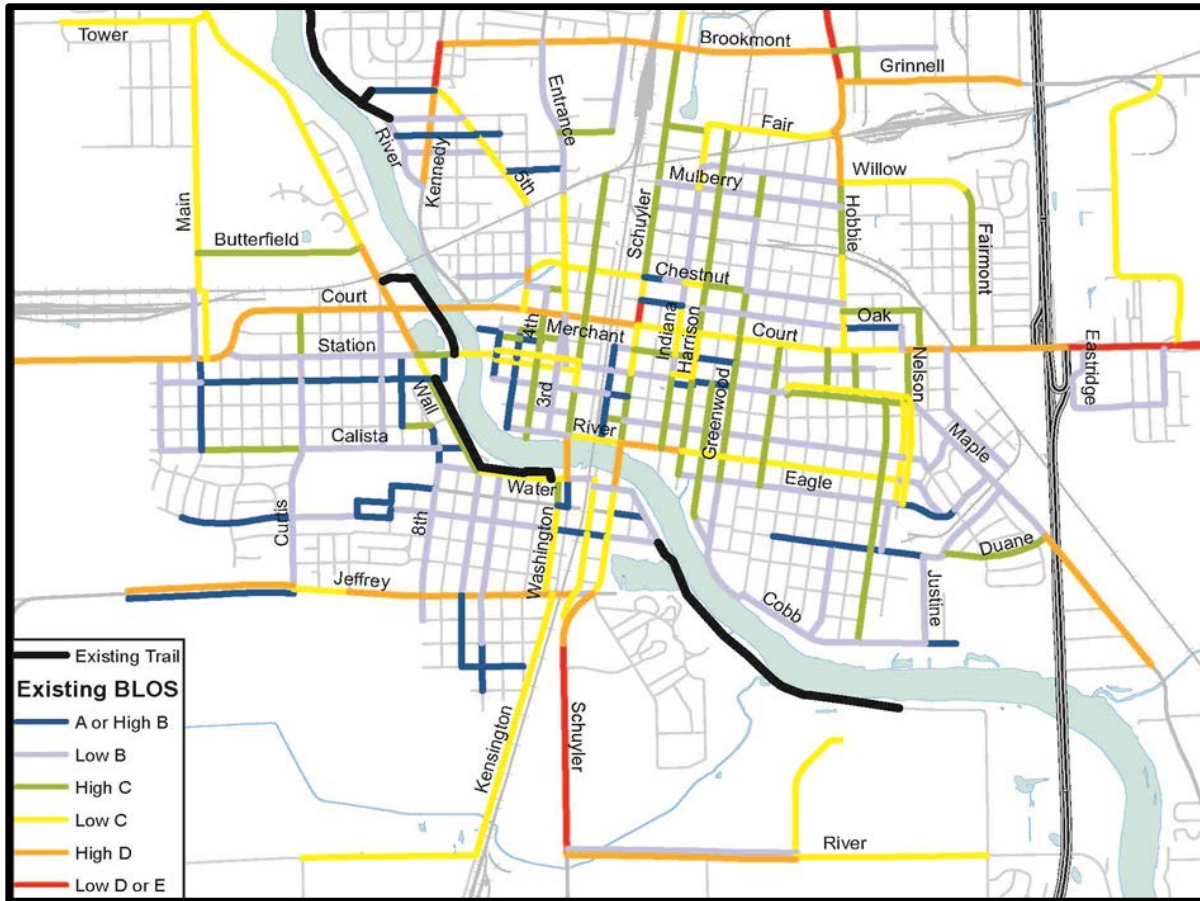 Tower
Brookmont
Grinnell
Entrance
Fair
River
Kennedy
5th
Mulberry
Willow
Main
Schuyler
Hobbie
Fairmont
Butterfield
Chestnut
Court
Oak
4th
Merchant
Indiana
Harrison
Court
Station
Nelson
Eastridge
Wall
3rd
Greenwood
Calista
River
Maple
Eagle
Water
Curtis
8th
Washington
Duane
Jeffrey
Cobb
Justine
Kensington
Schuyler
River
Existing Trail
Existing BLOS
A or High B
Low B
High C
Low C
High D
Low D or E